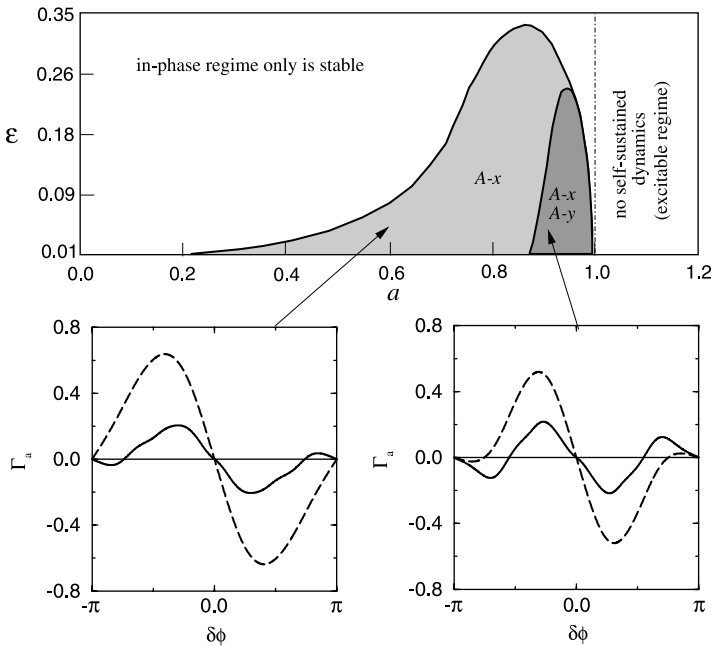 0.35
0.26
0.18
0.09
0.01
ε
in-phase regime only is stable
A-x
A-x
A-y
no self-sustained
dynamics
(excitable regime)
0.0
0.2
0.4
0.6
0.8
1.0
1.2
a
0.8
0.4
0.0
-0.4
-0.8
Γa
-π
0.0
π
δϕ
0.8
0.4
0.0
-0.4
-0.8
Γa
-π
0.0
π
δϕ